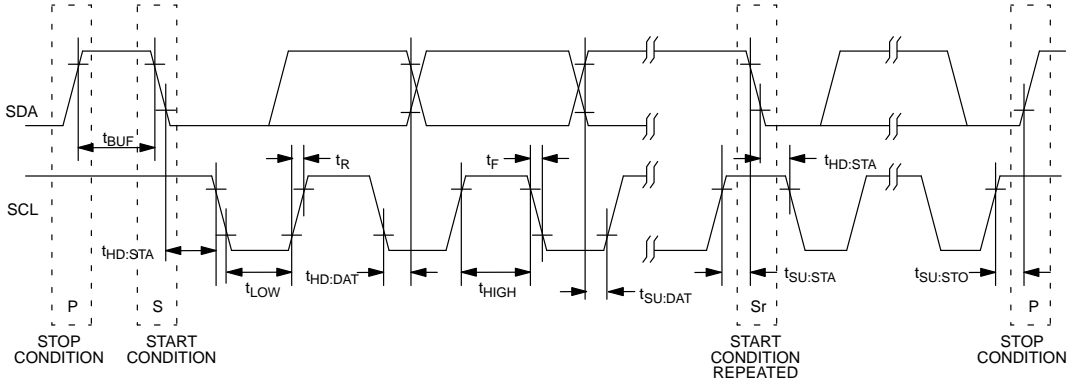 SDA
tBUF
tR
tF
tHD:STA
SCL
tHD:STA
tLOW
tHD:DAT
tHIGH
tSU:DAT
tSU:STA
tSU:STO
P
S
Sr
P
STOP
CONDITION
START
CONDITION
START
CONDITION
REPEATED
STOP
CONDITION